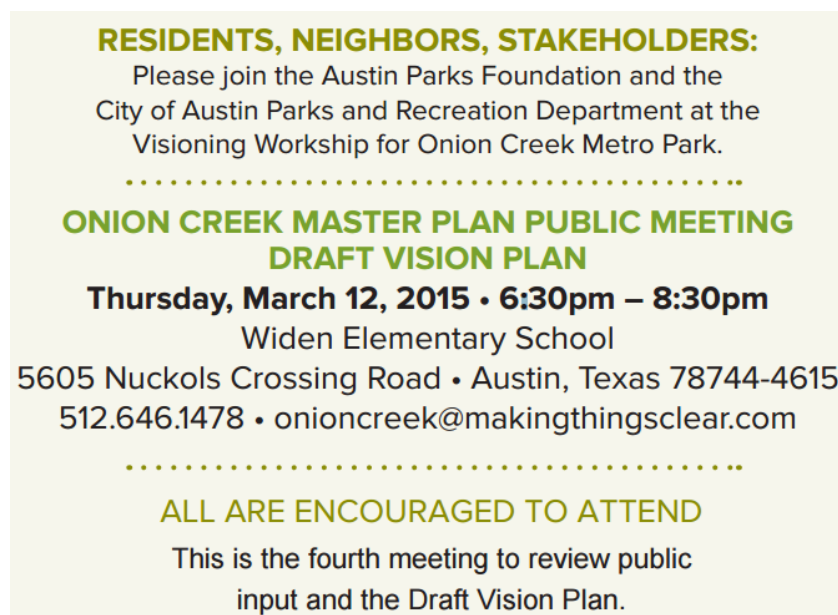 RESIDENTS, NEIGHBORS, STAKEHOLDERS:
Please join the Austin Parks Foundation and the
City of Austin Parks and Recreation Department at the
Visioning Workship for Onion Creek Metro Park.
ONION CREEK MASTER PLAN PUBLIC MEETING
DRAFT VISION PLAN
Thursday, March 12, 2015 • 6:30pm – 8:30pm
Widen Elementary School
5605 Nuckols Crossing Road • Austin, Texas 78744-4615
512.646.1478 • onioncreek@makingthingsclear.com
ALL ARE ENCOURAGED TO ATTEND
This is the fourth meeting to review public
input and the Draft Vision Plan.